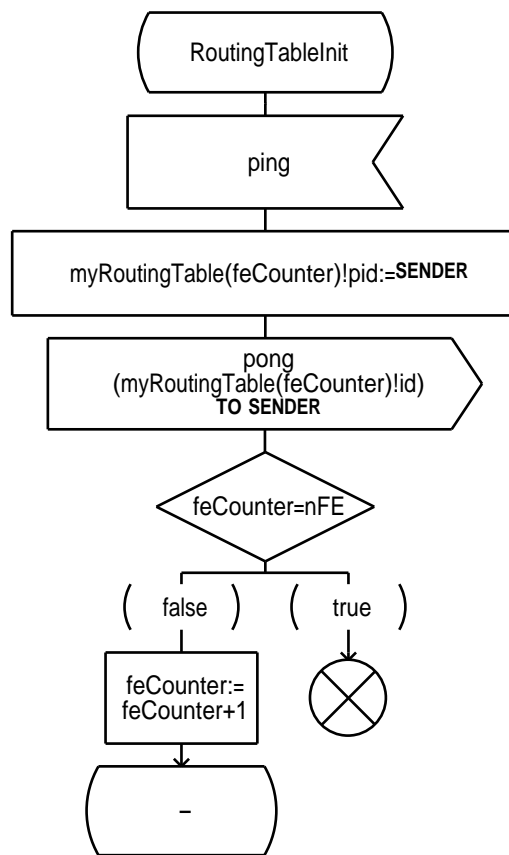 RoutingTableInit
ping
myRoutingTable(feCounter)!pid:=SENDER
pong
(myRoutingTable(feCounter)!id)
TO SENDER
feCounter=nFE
( false )
( true )
feCounter:=
feCounter+1
–